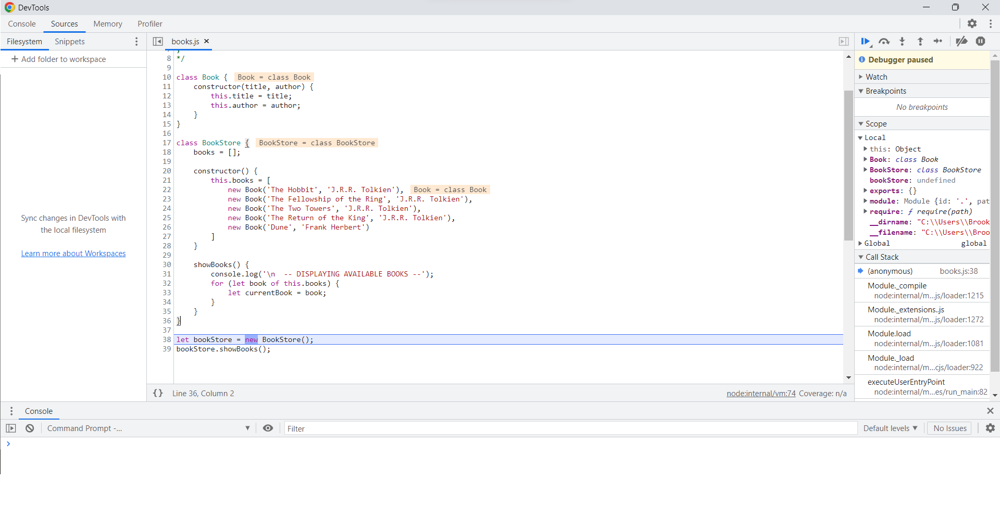 DevTools
Console Sources Memory Profiler
Filesystem Snippets
+ Add folder to workspace
Sync changes in DevTools with
the local filesystem
Learn more about Workspaces
books.js ×
8 */
9
10 class Book { Book = class Book
11     constructor(title, author) {
12         this.title = title;
13         this.author = author;
14     }
15 }
16
17 class BookStore { BookStore = class BookStore
18     books = [];
19
20     constructor() {
21         this.books = [
22             new Book('The Hobbit', 'J.R.R. Tolkien'), Book = class Book
23             new Book('The Fellowship of the Ring', 'J.R.R. Tolkien'),
24             new Book('The Two Towers', 'J.R.R. Tolkien'),
25             new Book('The Return of the King', 'J.R.R. Tolkien'),
26             new Book('Dune', 'Frank Herbert')
27         ]
28     }
29
30     showBooks() {
31         console.log('\n  -- DISPLAYING AVAILABLE BOOKS --');
32         for (let book of this.books) {
33             let currentBook = book;
34         }
35     }
36 }
37
38 let bookStore = new BookStore();
39 bookStore.showBooks();
{} Line 36, Column 2
node:internal/vm:74 Coverage: n/a
Debugger paused
Watch
Breakpoints
No breakpoints
Scope
Local
this: Object
Book: class Book
BookStore: class BookStore
bookStore: undefined
exports: {}
module: Module {id: '.', pat
require: ƒ require(path)
__dirname: "C:\\Users\\Brook
__filename: "C:\\Users\\Broo
Global global
Call Stack
(anonymous) books.js:38
Module._compile
node:internal/m...js/loader:1215
Module._extensions..js
node:internal/m...js/loader:1272
Module.load
node:internal/m...js/loader:1081
Module._load
node:internal/m...cjs/loader:922
executeUserEntryPoint
node:internal/m...es/run_main:82
Console
Command Prompt -... Filter Default levels No Issues
>